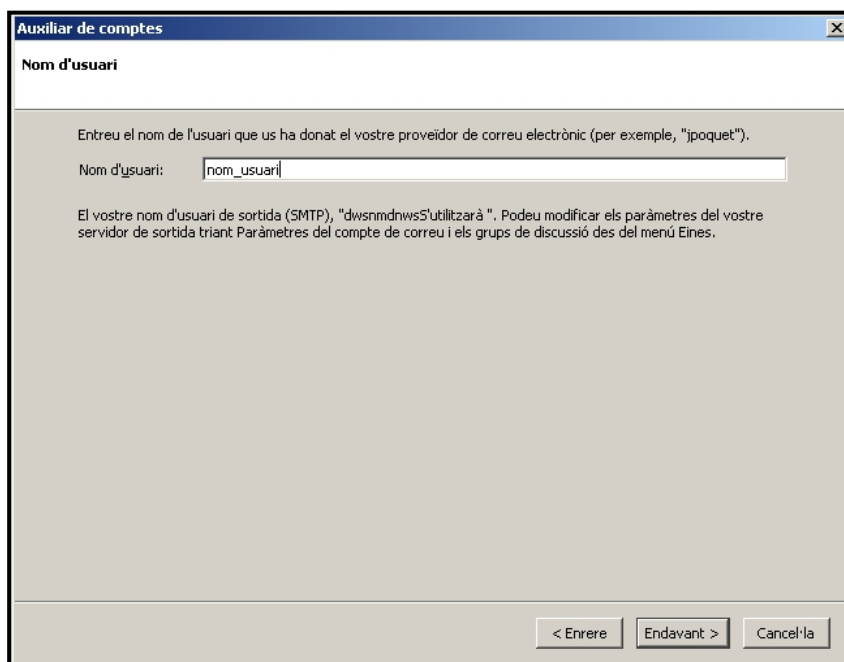 Auxiliar de comptes
Nom d'usuari
Entreu el nom de l'usuari que us ha donat el vostre proveïdor de correu electrònic (per exemple, "jpoquet").
Nom d'usuari: nom_usuari
El vostre nom d'usuari de sortida (SMTP), "dwsnmdnwsS'utilitzarà ". Podeu modificar els paràmetres del vostre
servidor de sortida triant Paràmetres del compte de correu i els grups de discussió des del menú Eines.
< Enrere Endavant > Cancel·la